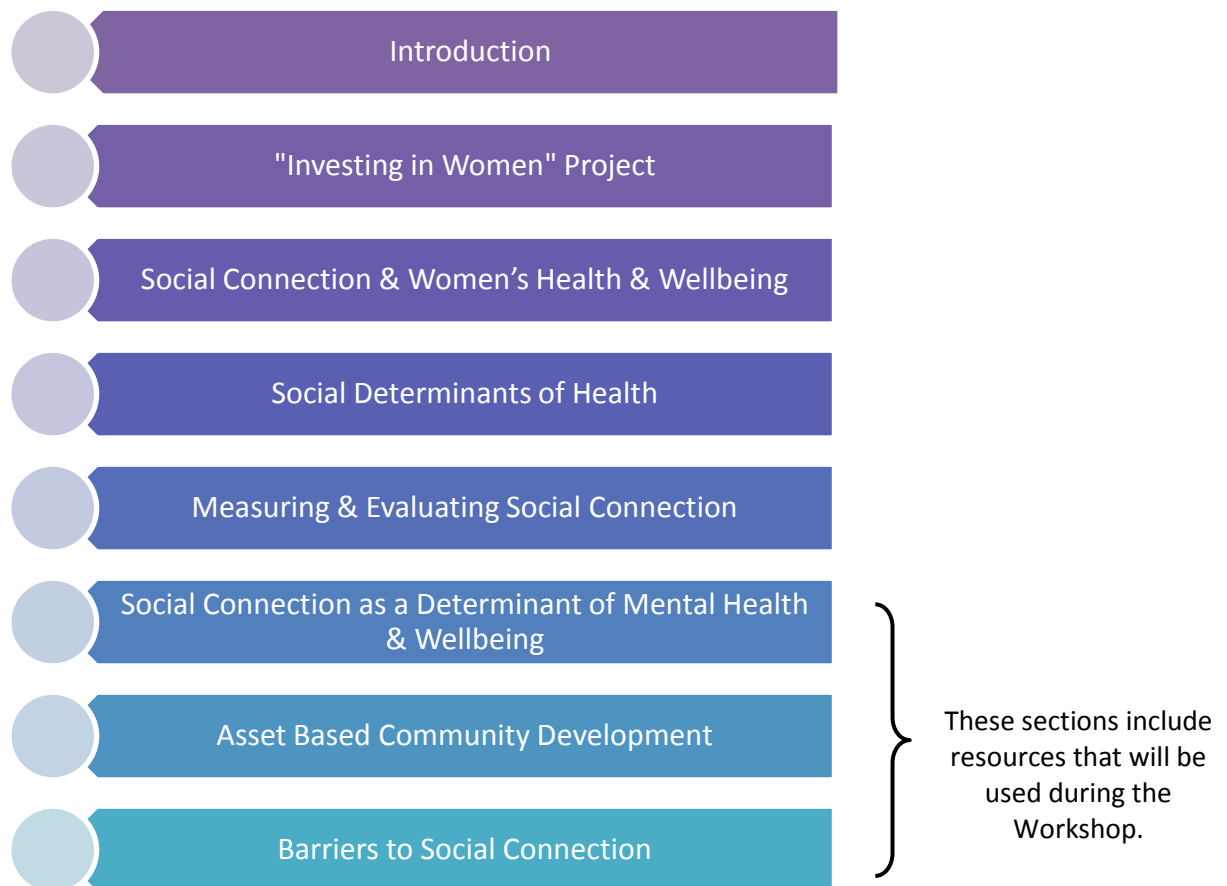 Introduction
"Investing in Women" Project
Social Connection & Women’s Health & Wellbeing
Social Determinants of Health
Measuring & Evaluating Social Connection
Social Connection as a Determinant of Mental Health
& Wellbeing
Asset Based Community Development
Barriers to Social Connection
These sections include
resources that will be
used during the
Workshop.